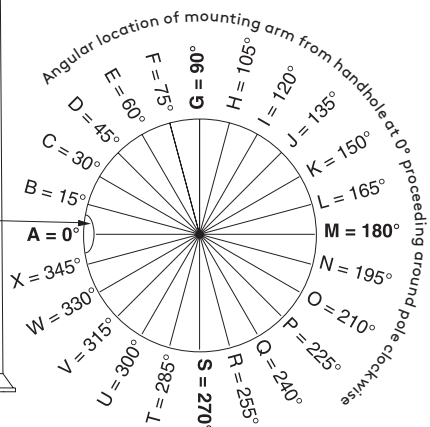 Angular location of mounting arm from handhole at 0° proceeding around pole clockwise
A = 0°
B = 15°
C = 30°
D = 45°
E = 60°
F = 75°
G = 90°
H = 105°
I = 120°
J = 135°
K = 150°
L = 165°
M = 180°
N = 195°
O = 210°
P = 225°
Q = 240°
R = 255°
S = 270°
T = 285°
U = 300°
V = 315°
W = 330°
X = 345°